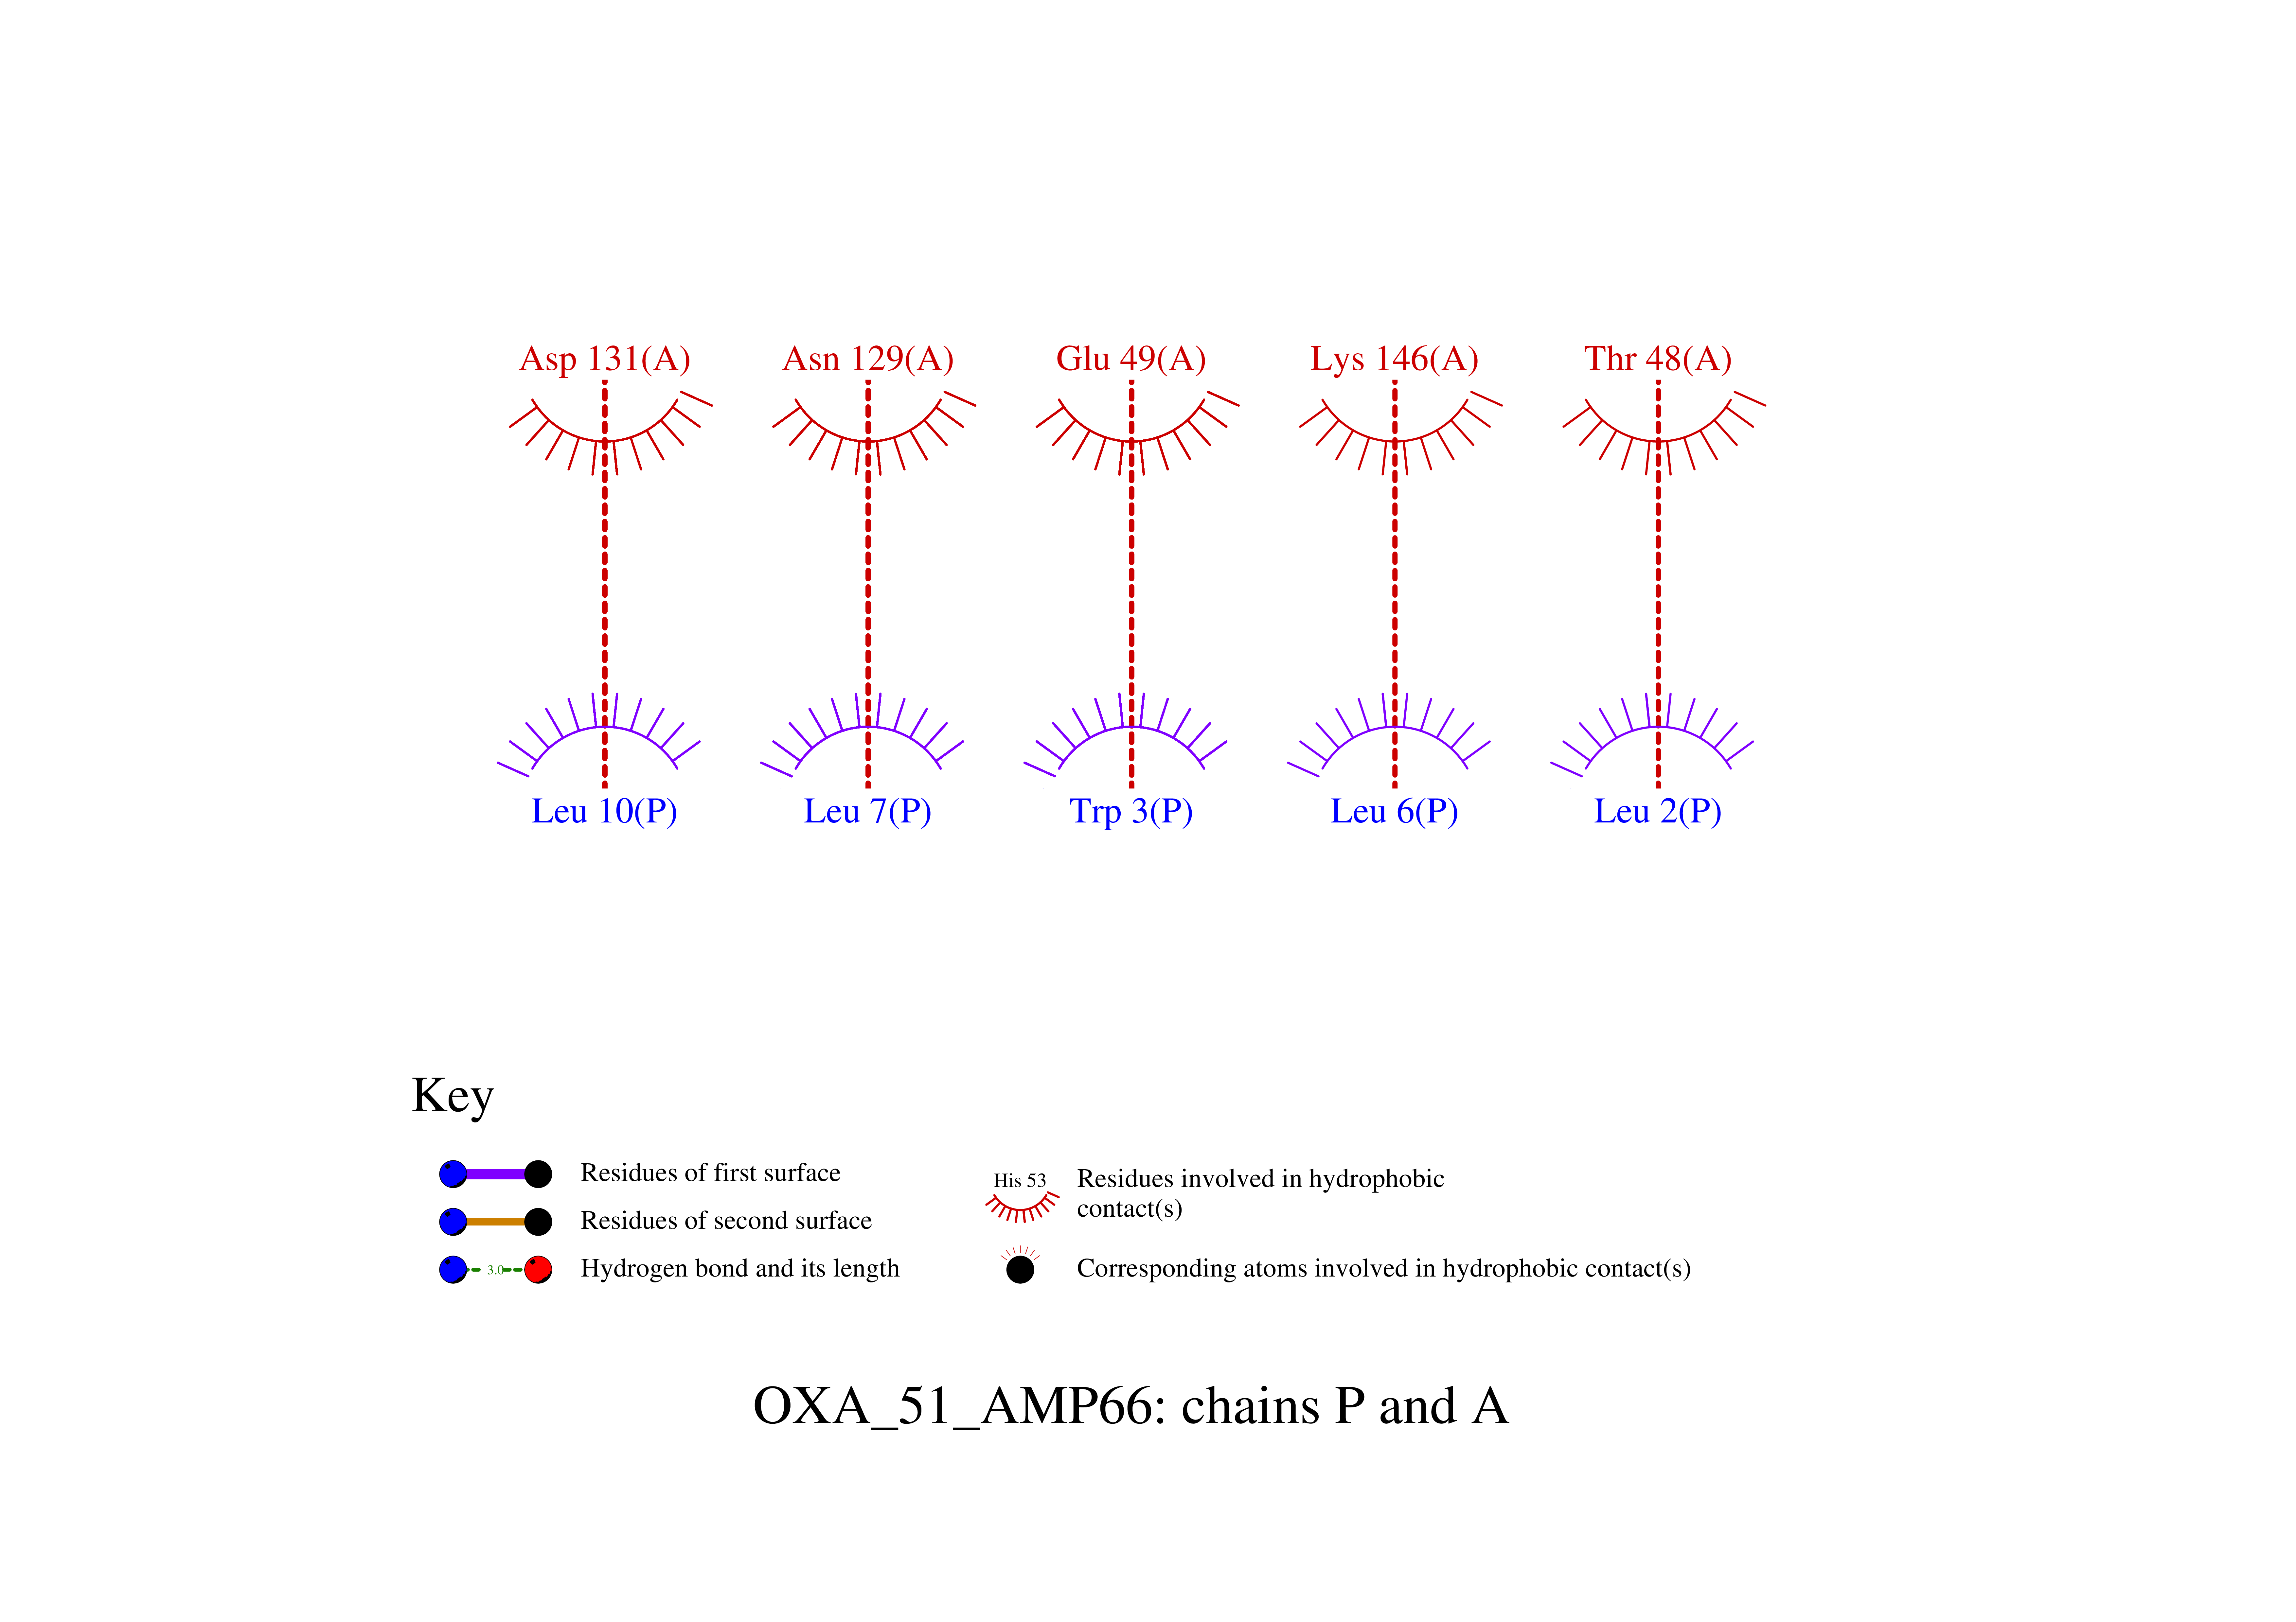 Asp 131(A) Asn 129(A) Glu 49(A) Lys 146(A) Thr 48(A)
Leu 10(P) Leu 7(P) Trp 3(P) Leu 6(P) Leu 2(P)
Key
Residues of first surface
Residues of second surface
3.0 Hydrogen bond and its length
His 53 Residues involved in hydrophobic
contact(s)
Corresponding atoms involved in hydrophobic contact(s)
OXA_51_AMP66: chains P and A